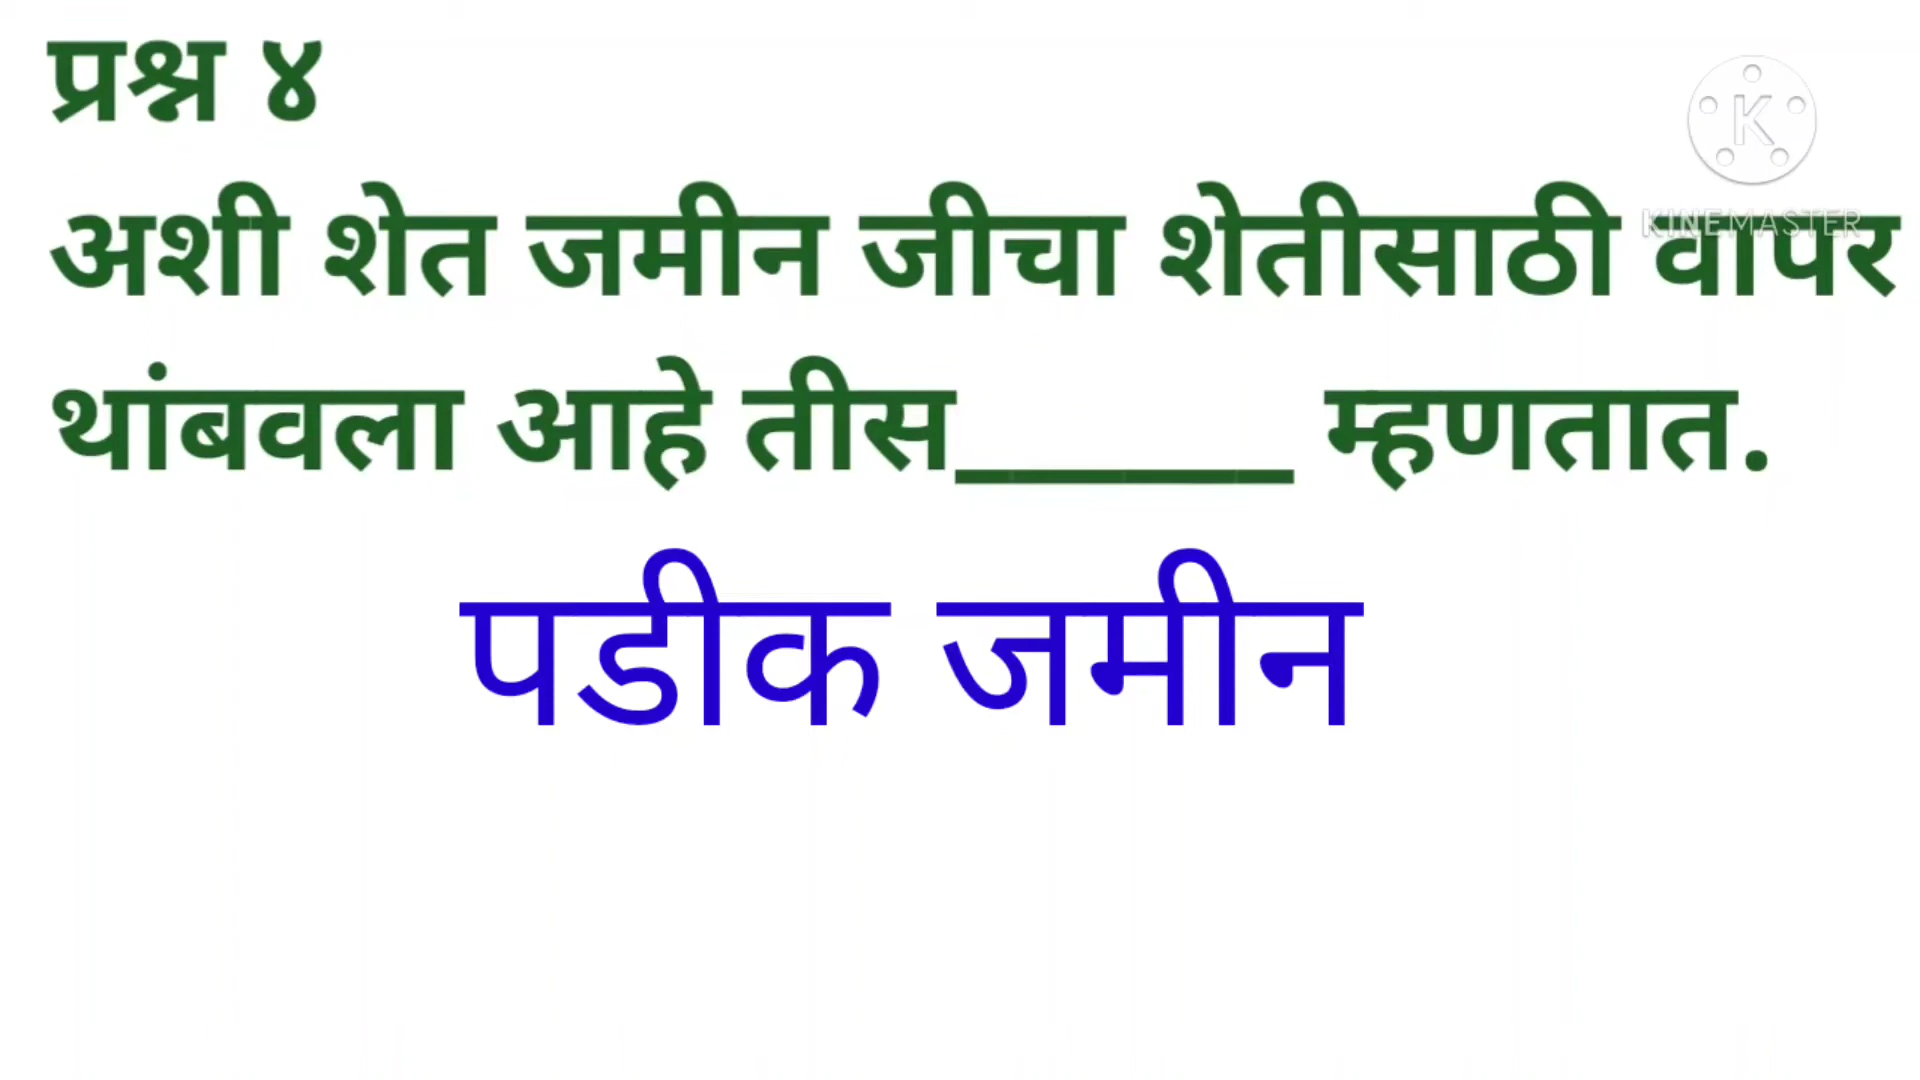 प्रश्न ४
K
KINEMASTER
अशी शेत जमीन जीचा शेतीसाठी वापर
थांबवला आहे तीस______ म्हणतात.
पडीक जमीन